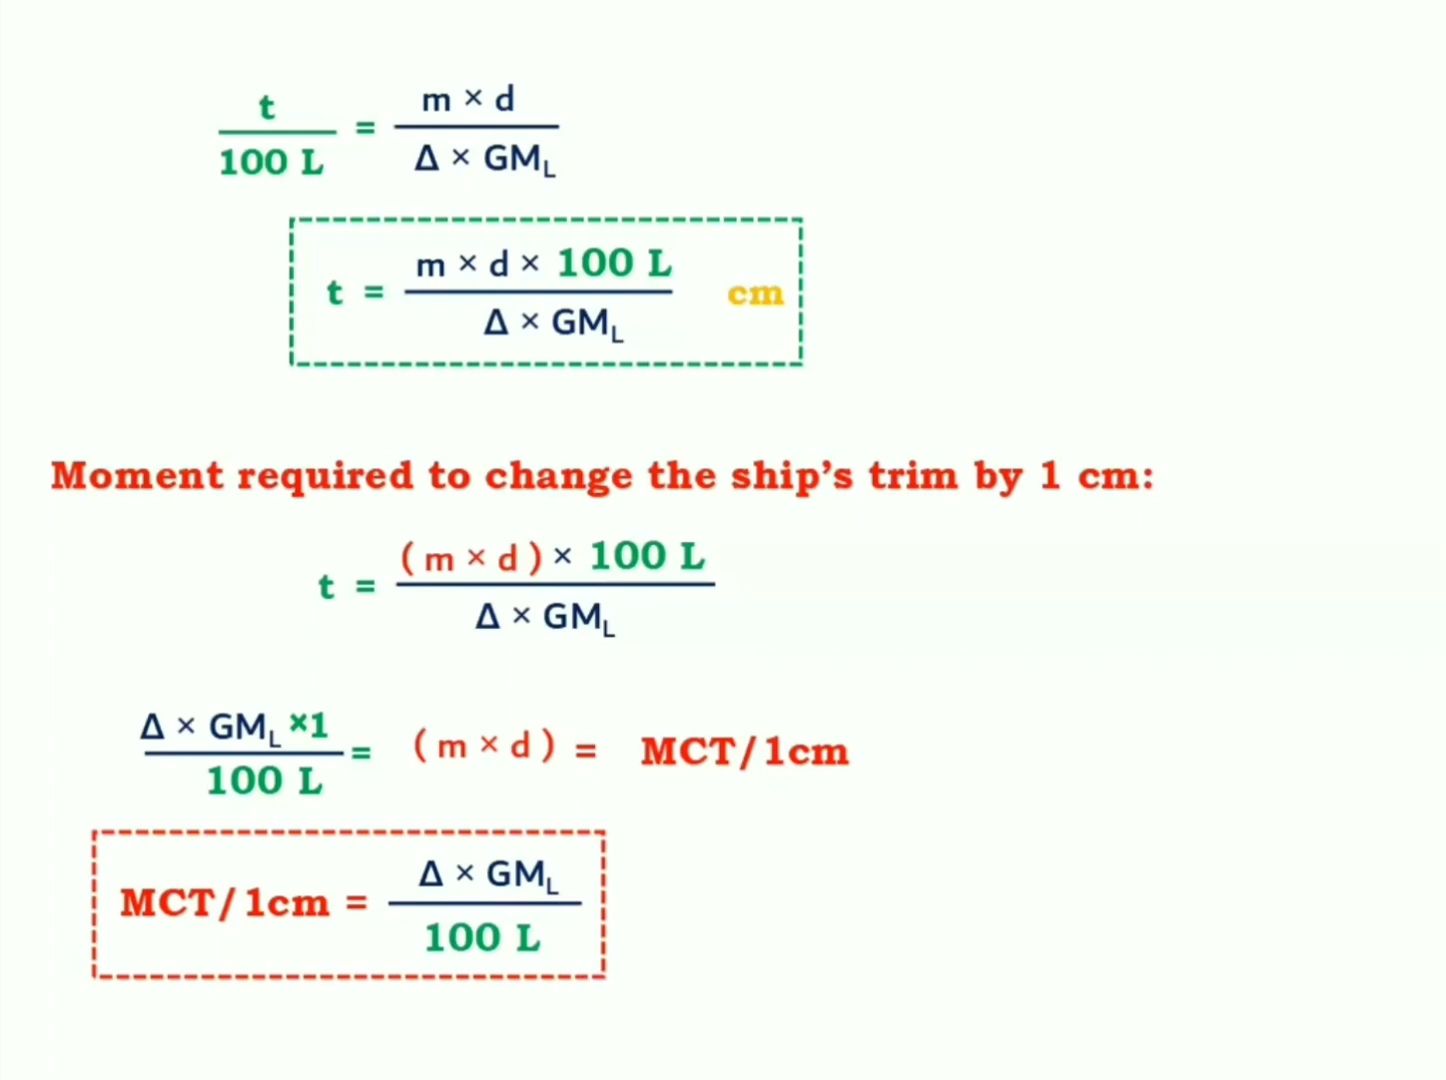 t / 100 L = m × d / Δ × GM_L
t = m × d × 100 L / Δ × GM_L cm
Moment required to change the ship’s trim by 1 cm:
t = ( m × d ) × 100 L / Δ × GM_L
Δ × GM_L ×1 / 100 L = ( m × d ) = MCT/1cm
MCT/1cm = Δ × GM_L / 100 L